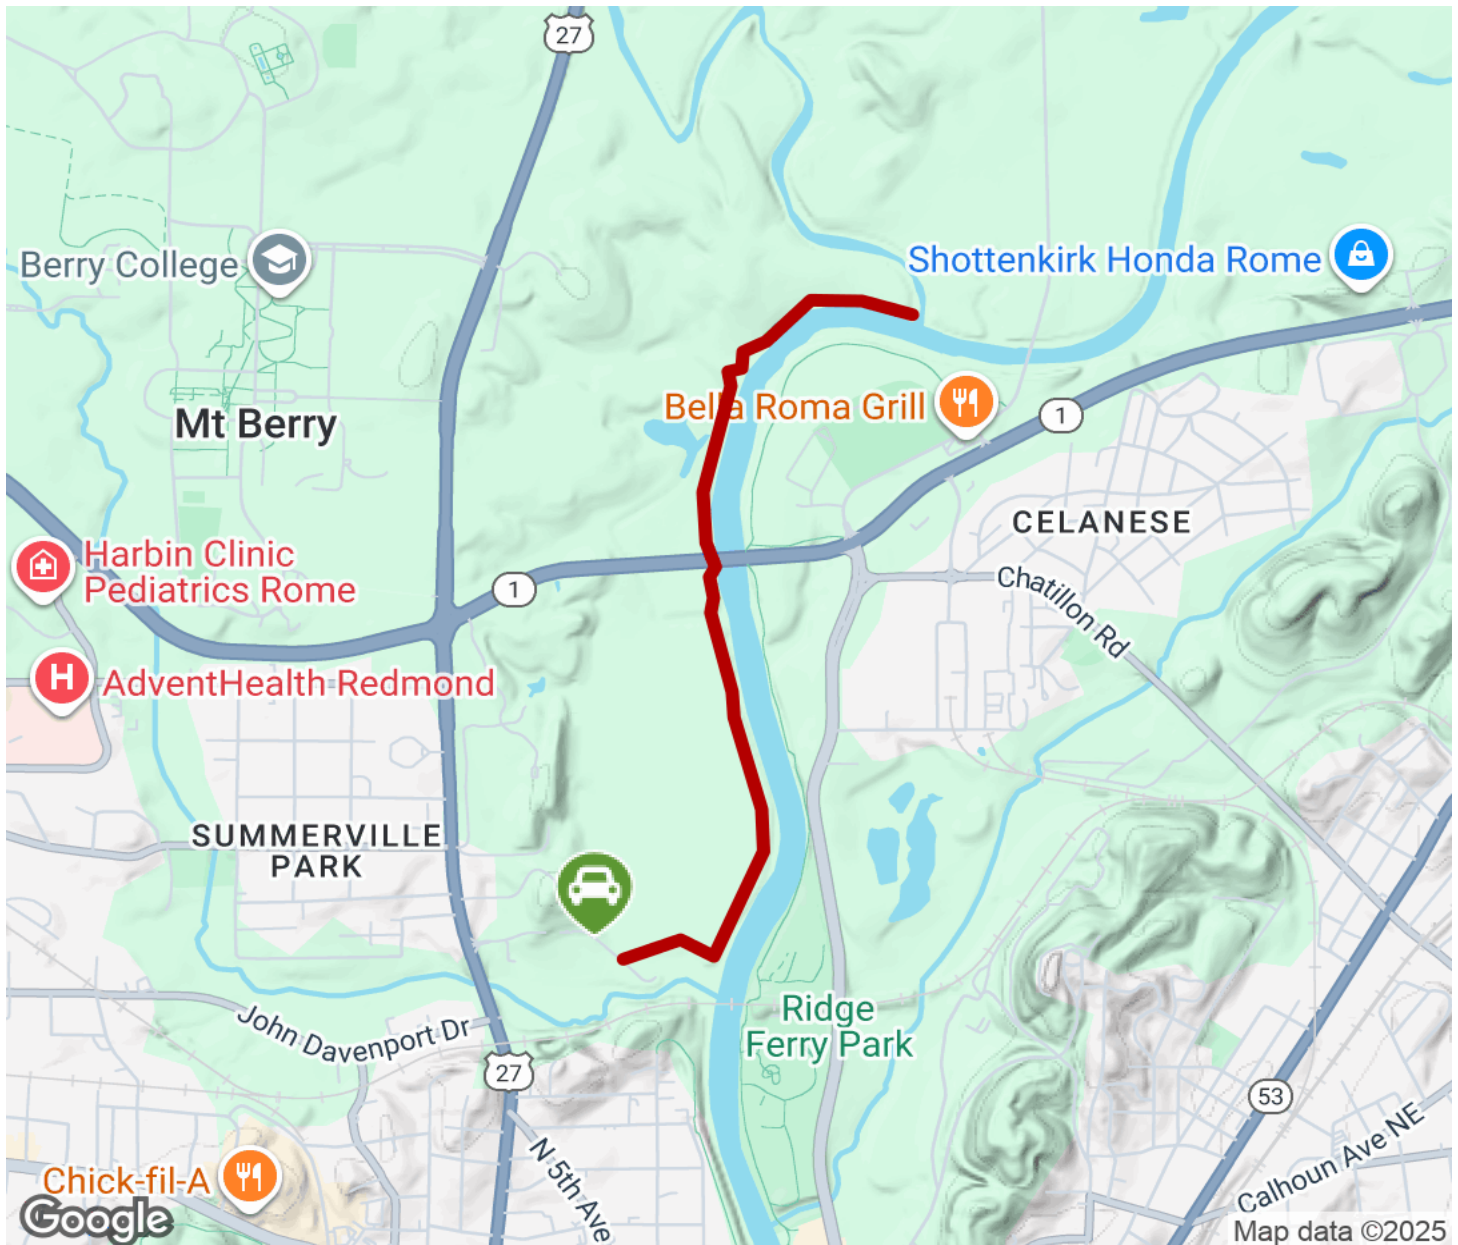 27
Berry College
Shottenkirk Honda Rome
Mt Berry
Bella Roma Grill
1
CELANESE
Harbin Clinic
Pediatrics Rome
1
Chatillon Rd
AdventHealth Redmond
SUMMERVILLE
PARK
Ridge
Ferry Park
John Davenport Dr
27
53
N 5th Ave
Calhoun Ave NE
Chick-fil-A
Google
Map data ©2025
H